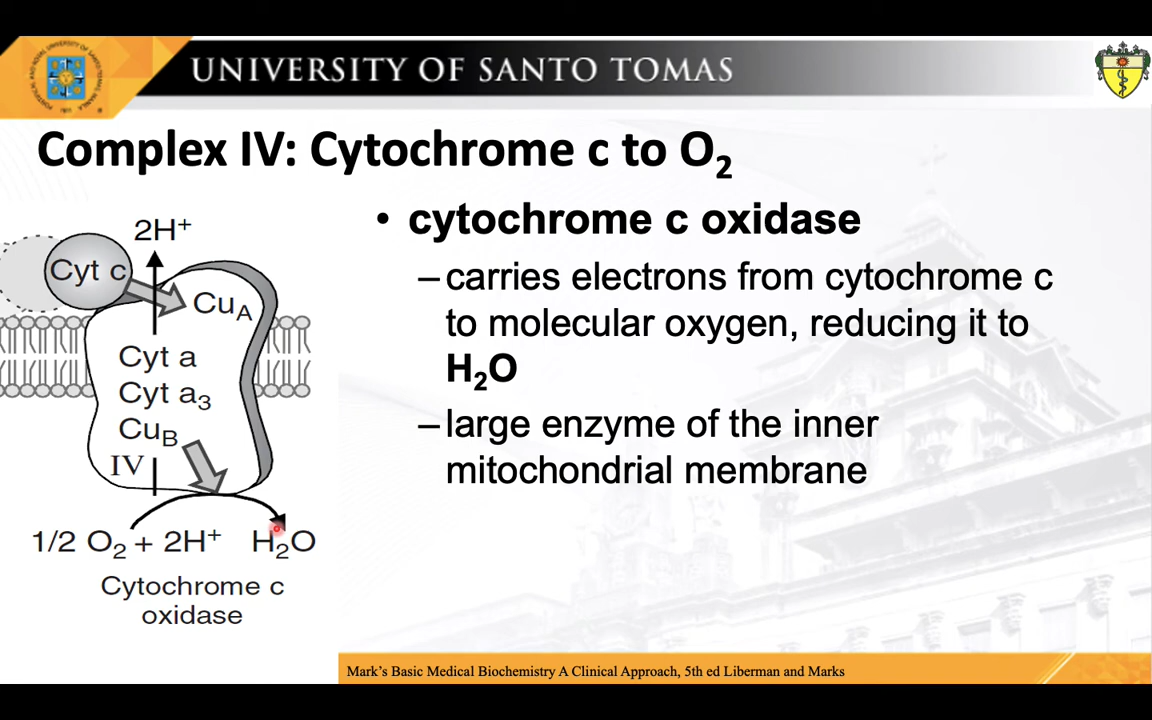 UNIVERSITY OF SANTO TOMAS
Complex IV: Cytochrome c to O₂
• cytochrome c oxidase
– carries electrons from cytochrome c
to molecular oxygen, reducing it to
H₂O
– large enzyme of the inner
mitochondrial membrane
2H⁺
Cyt c
Cu_A
Cyt a
Cyt a₃
Cu_B
IV
1/2 O₂ + 2H⁺ H₂O
Cytochrome c
oxidase
Mark's Basic Medical Biochemistry A Clinical Approach, 5th ed Liberman and Marks